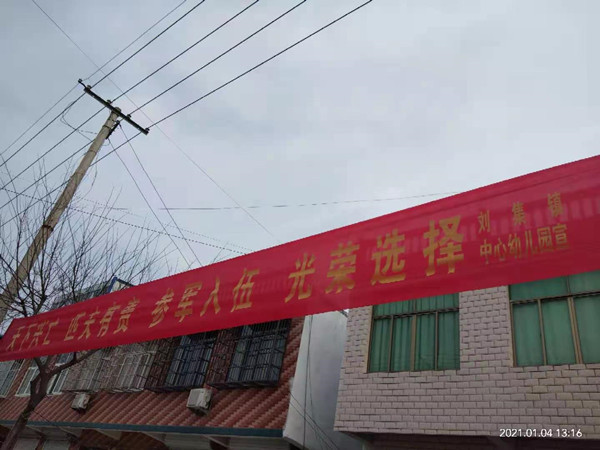 天下兴亡 匹夫有责 参军入伍 光荣选择
刘集镇
中心幼儿园宣
2021.01.04 13:16